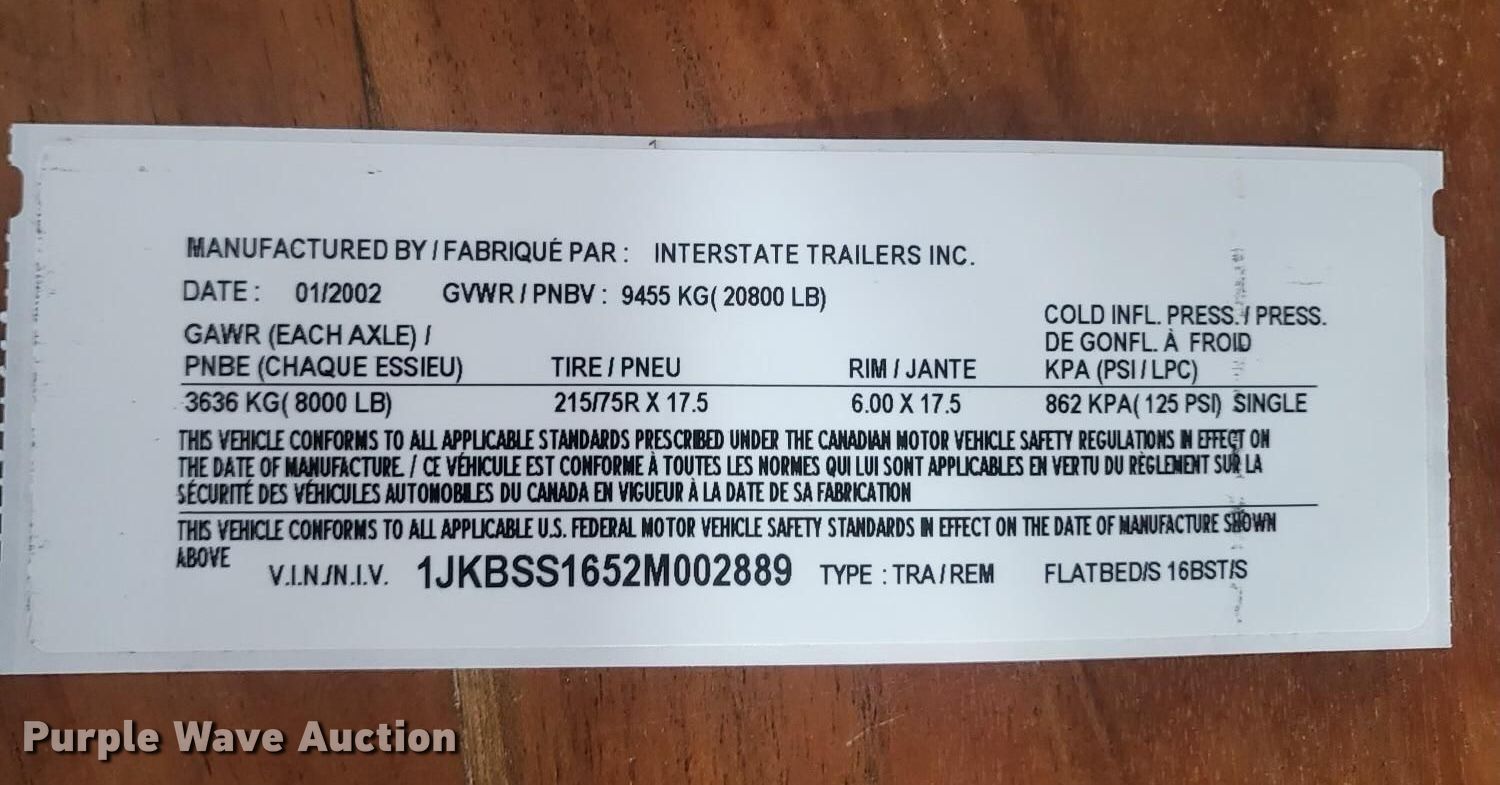 MANUFACTURED BY / FABRIQUÉ PAR : INTERSTATE TRAILERS INC.
DATE : 01/2002 GVWR / PNBV : 9455 KG( 20800 LB)
GAWR (EACH AXLE) /
PNBE (CHAQUE ESSIEU) TIRE / PNEU RIM / JANTE
COLD INFL. PRESS. / PRESS.
DE GONFL. À FROID
KPA (PSI / LPC)
3636 KG( 8000 LB) 215/75R X 17.5 6.00 X 17.5 862 KPA( 125 PSI) SINGLE
THIS VEHICLE CONFORMS TO ALL APPLICABLE STANDARDS PRESCRIBED UNDER THE CANADIAN MOTOR VEHICLE SAFETY REGULATIONS IN EFFECT ON
THE DATE OF MANUFACTURE. / CE VÉHICULE EST CONFORME À TOUTES LES NORMES QUI LUI SONT APPLICABLES EN VERTU DU RÈGLEMENT SUR LA
SÉCURITÉ DES VÉHICULES AUTOMOBILES DU CANADA EN VIGUEUR À LA DATE DE SA FABRICATION
THIS VEHICLE CONFORMS TO ALL APPLICABLE U.S. FEDERAL MOTOR VEHICLE SAFETY STANDARDS IN EFFECT ON THE DATE OF MANUFACTURE SHOWN
ABOVE
V.I.N./N.I.V. 1JKBSS1652M002889 TYPE : TRA / REM FLATBED/S 16BST/S
Purple Wave Auction